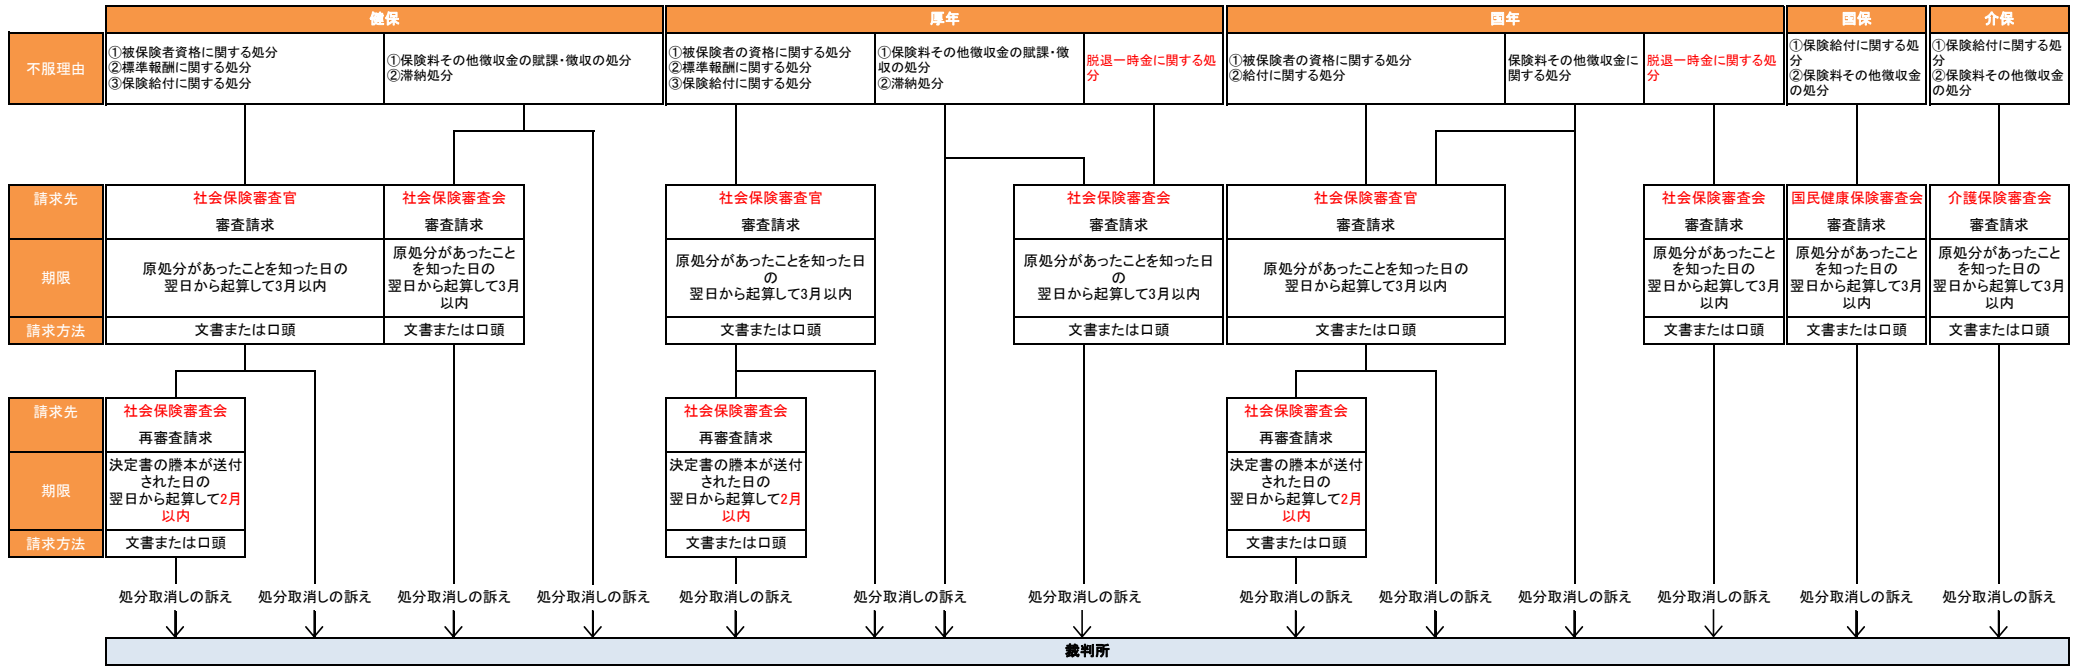 健保
厚年
国年
国保
介保
不服理由
①被保険者資格に関する処分
②標準報酬に関する処分
③保険給付に関する処分
①保険料その他徴収金の賦課・徴収の処分
②滞納処分
①被保険者の資格に関する処分
②標準報酬に関する処分
③保険給付に関する処分
①保険料その他徴収金の賦課・徴
収の処分
②滞納処分
脱退一時金に関する処
分
①被保険者の資格に関する処分
②給付に関する処分
保険料その他徴収金に
関する処分
脱退一時金に関する処
分
①保険給付に関する処
分
②保険料その他徴収金
の処分
①保険給付に関する処
分
②保険料その他徴収金
の処分
請求先
社会保険審査官
審査請求
社会保険審査会
審査請求
社会保険審査官
審査請求
社会保険審査会
審査請求
社会保険審査官
審査請求
社会保険審査会
審査請求
国民健康保険審査会
審査請求
介護保険審査会
審査請求
期限
原処分があったことを知った日の
翌日から起算して3月以内
原処分があったこと
を知った日の
翌日から起算して3月
以内
原処分があったことを知った日
の
翌日から起算して3月以内
原処分があったことを知った日
の
翌日から起算して3月以内
原処分があったことを知った日の
翌日から起算して3月以内
原処分があったこと
を知った日の
翌日から起算して3月
以内
原処分があったこと
を知った日の
翌日から起算して3月
以内
原処分があったこと
を知った日の
翌日から起算して3月
以内
請求方法
文書または口頭
文書または口頭
文書または口頭
文書または口頭
文書または口頭
文書または口頭
文書または口頭
文書または口頭
請求先
社会保険審査会
再審査請求
社会保険審査会
再審査請求
社会保険審査会
再審査請求
期限
決定書の謄本が送付
された日の
翌日から起算して2月
以内
決定書の謄本が送付
された日の
翌日から起算して2月
以内
決定書の謄本が送付
された日の
翌日から起算して2月
以内
請求方法
文書または口頭
文書または口頭
文書または口頭
処分取消しの訴え
処分取消しの訴え
処分取消しの訴え
処分取消しの訴え
処分取消しの訴え
処分取消しの訴え
処分取消しの訴え
処分取消しの訴え
処分取消しの訴え
処分取消しの訴え
処分取消しの訴え
処分取消しの訴え
処分取消しの訴え
裁判所